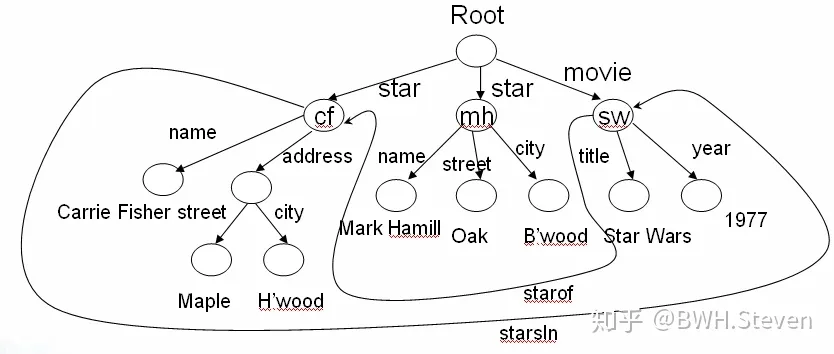 Root
star
star
movie
cf
mh
sw
name
address
name
street
city
title
year
Carrie Fisher
street
city
Mark Hamill
Oak
B'wood
Star Wars
1977
Maple
H'wood
starof
starsIn
知乎 @BWH.Steven